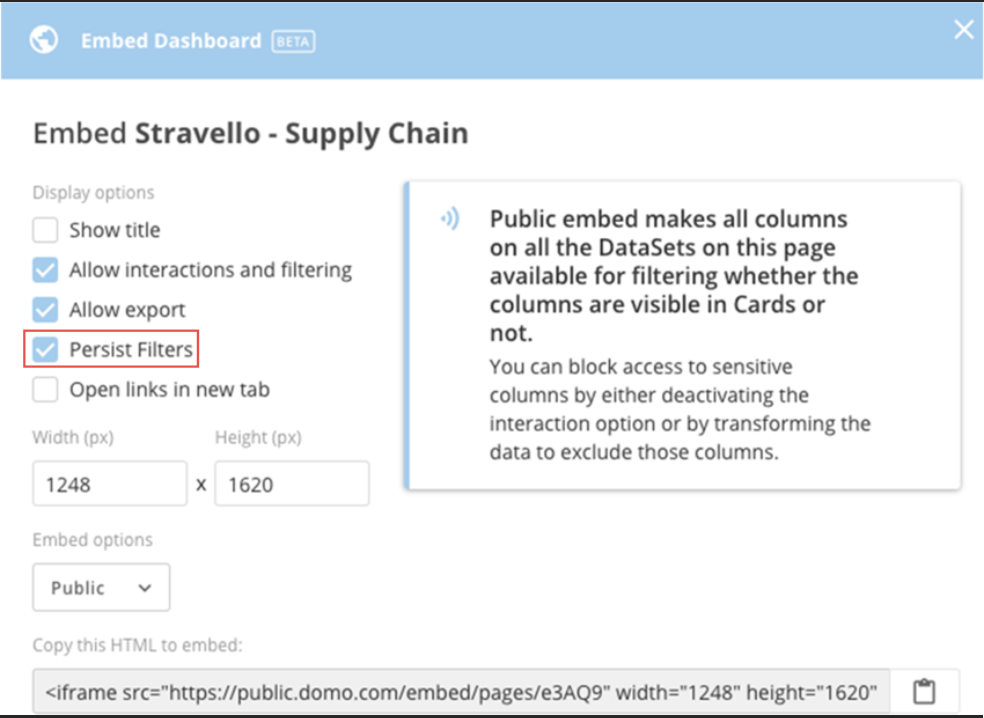 Embed Dashboard BETA
Embed Stravello - Supply Chain
Display options
Show title
Allow interactions and filtering
Allow export
Persist Filters
Open links in new tab
Public embed makes all columns
on all the DataSets on this page
available for filtering whether the
columns are visible in Cards or
not.
You can block access to sensitive
columns by either deactivating the
interaction option or by transforming the
data to exclude those columns.
Width (px) Height (px)
1248 x 1620
Embed options
Public
Copy this HTML to embed:
<iframe src="https://public.domo.com/embed/pages/e3AQ9" width="1248" height="1620"